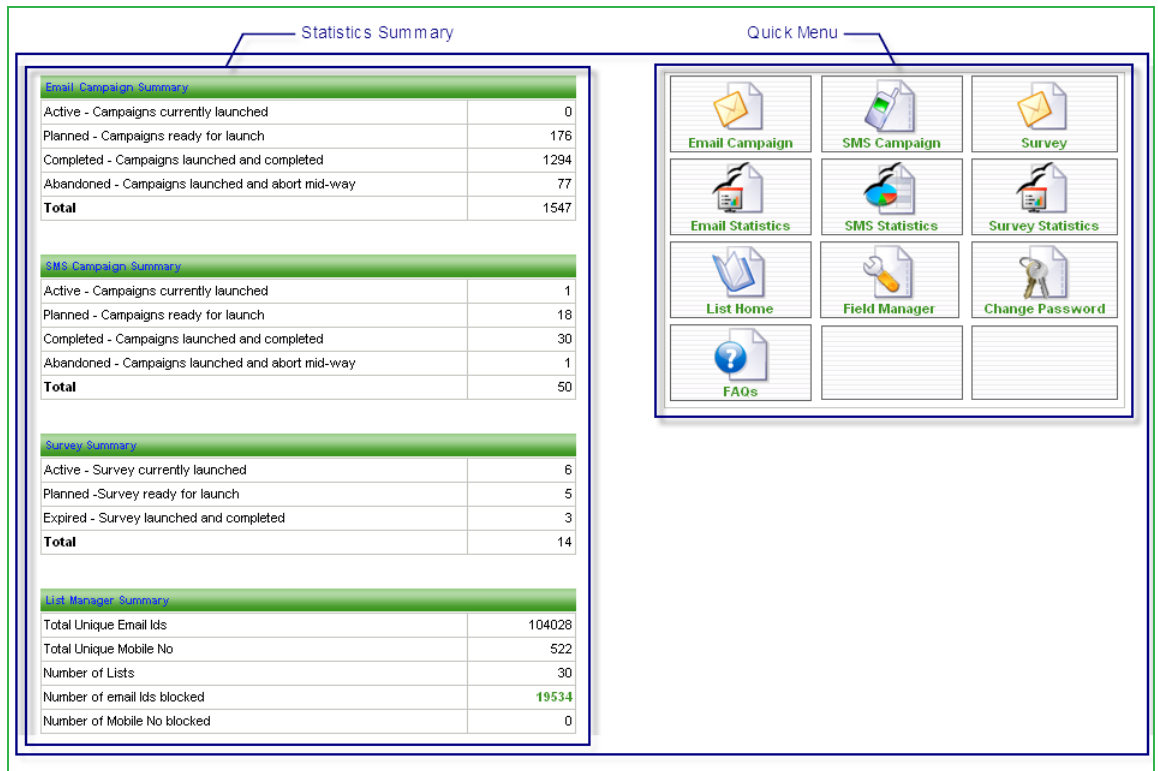 Statistics Summary
Quick Menu
Email Campaign Summary
Active - Campaigns currently launched 0
Planned - Campaigns ready for launch 176
Completed - Campaigns launched and completed 1294
Abandoned - Campaigns launched and abort mid-way 77
Total 1547
SMS Campaign Summary
Active - Campaigns currently launched 1
Planned - Campaigns ready for launch 18
Completed - Campaigns launched and completed 30
Abandoned - Campaigns launched and abort mid-way 1
Total 50
Survey Summary
Active - Survey currently launched 6
Planned -Survey ready for launch 5
Expired - Survey launched and completed 3
Total 14
List Manager Summary
Total Unique Email Ids 104028
Total Unique Mobile No 522
Number of Lists 30
Number of email Ids blocked 19534
Number of Mobile No blocked 0
Email Campaign SMS Campaign Survey
Email Statistics SMS Statistics Survey Statistics
List Home Field Manager Change Password
FAQs